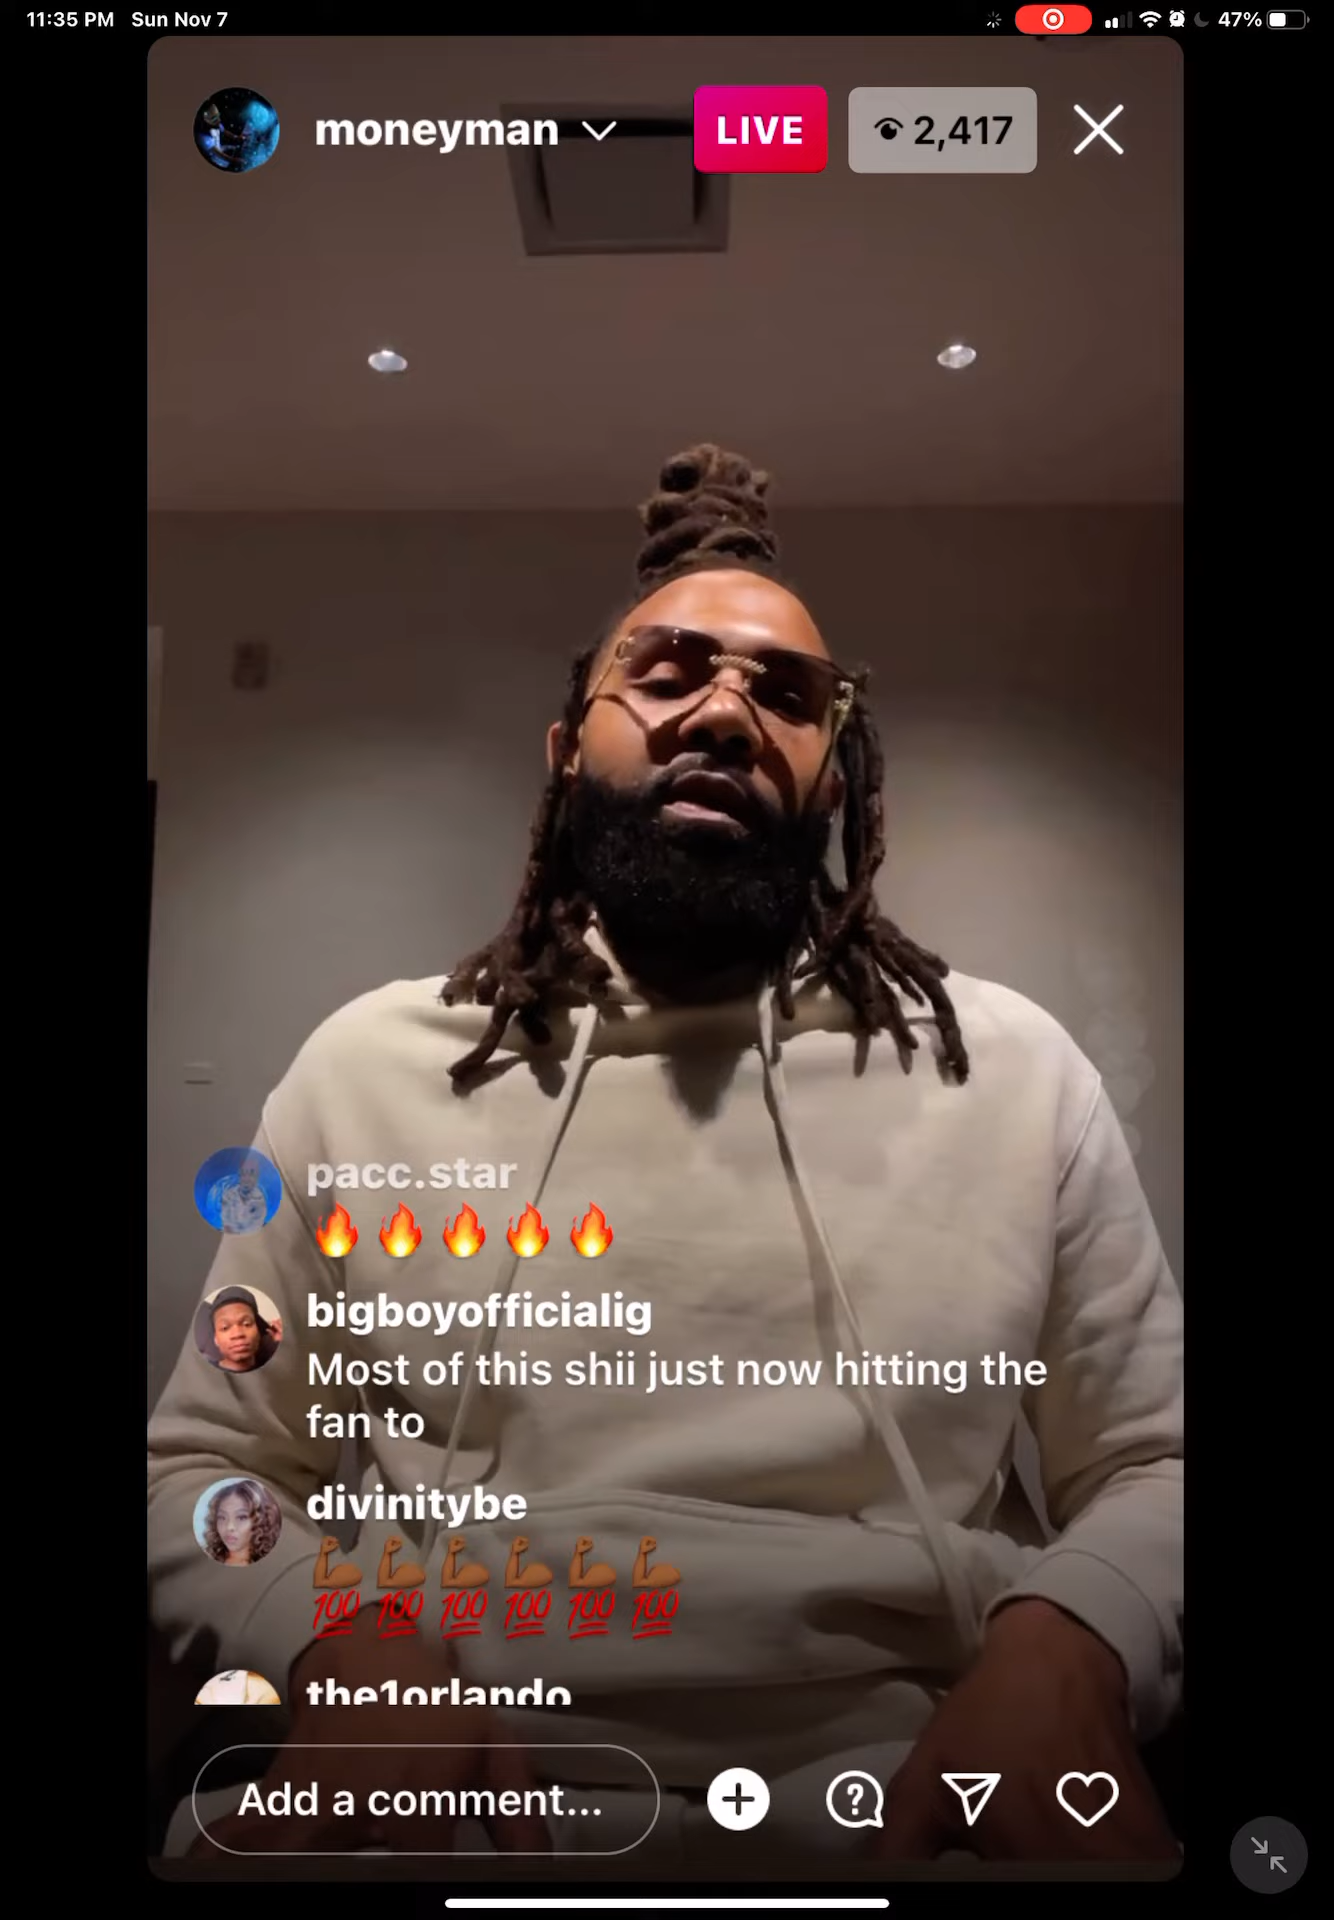 11:35 PM Sun Nov 7
47%
moneyman
LIVE
2,417
pacc.star
🔥🔥🔥🔥🔥
bigboyofficialig
Most of this shii just now hitting the
fan to
divinitybe
💪🏾💪🏾💪🏾💪🏾💪🏾💪🏾
💯💯💯💯💯💯
the1orlando
Add a comment...